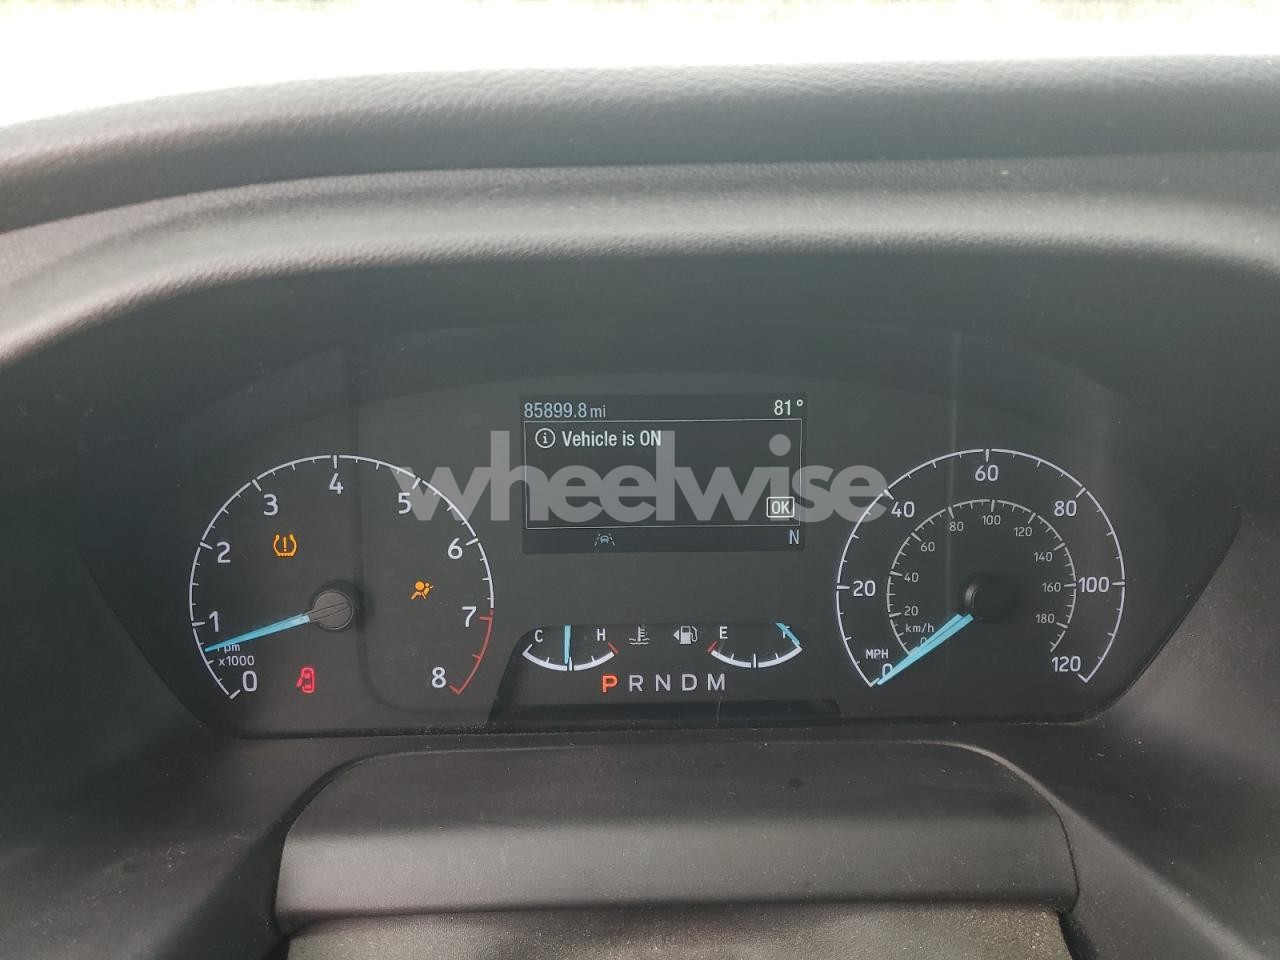 85899.8 mi 81°
Vehicle is ON
OK
N
wheelwise
0 1 2 3 4 5 6 7 8
x1000
C H
E
P R N D M
0 20 40 60 80 100 120
MPH
20 40 60 80 100 120 140 160 180
km/h